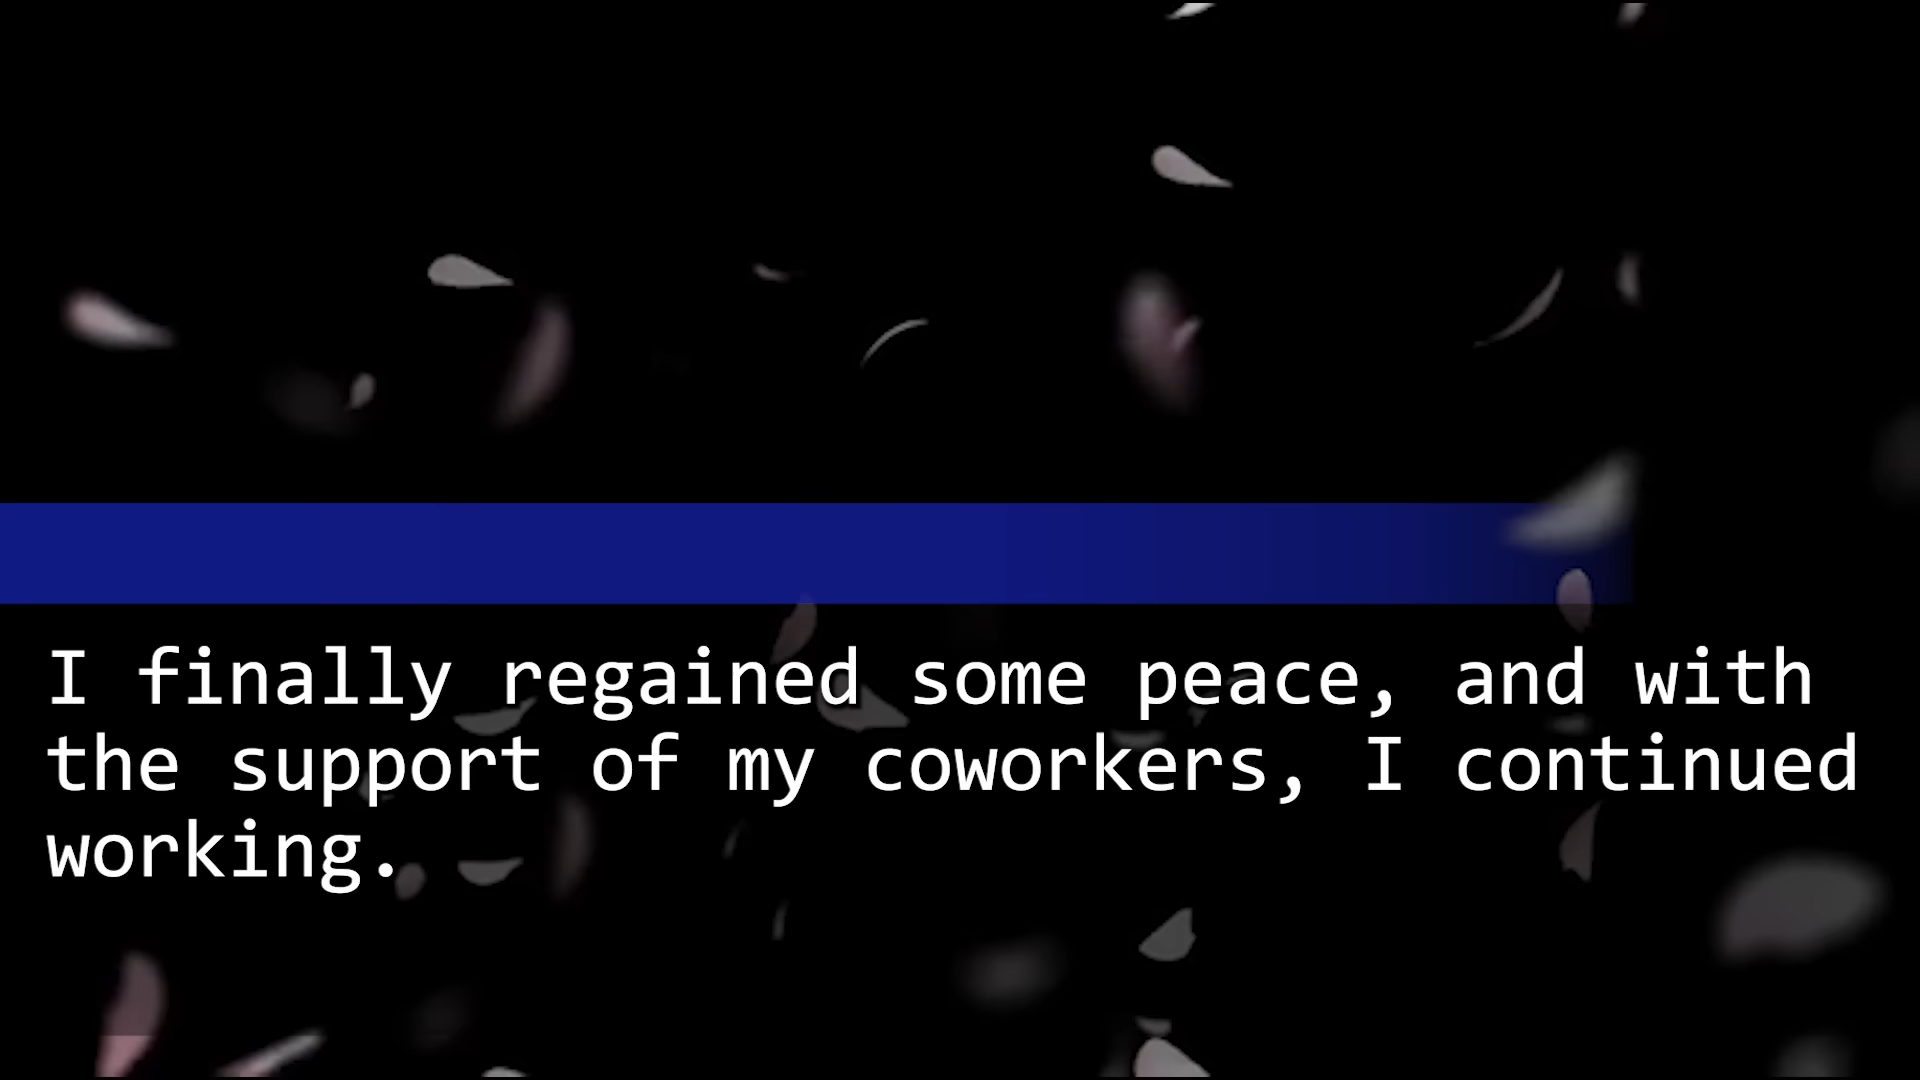 I finally regained some peace, and with
the support of my coworkers, I continued
working.